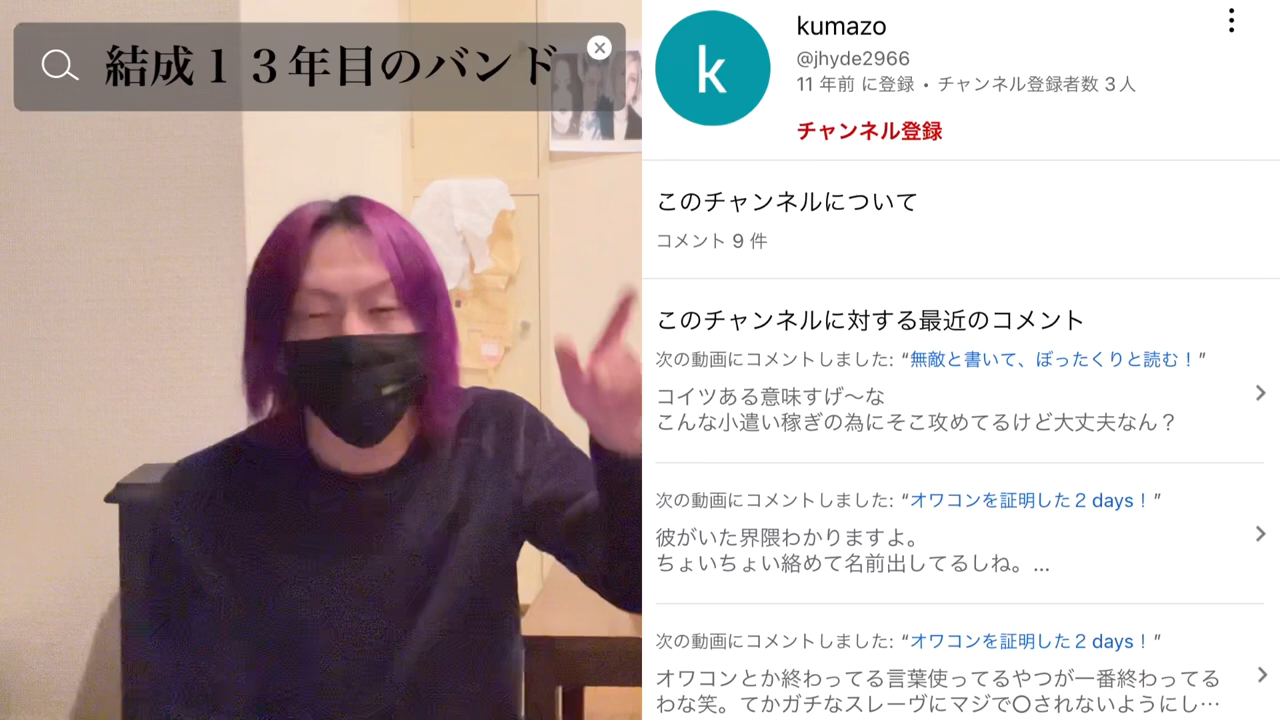 結成１３年目のバンド
kumazo
@jhyde2966
11 年前 に登録・チャンネル登録者数 3人
チャンネル登録
このチャンネルについて
コメント 9 件
このチャンネルに対する最近のコメント
次の動画にコメントしました: “無敵と書いて、ぼったくりと読む！”
コイツある意味すげ〜な
こんな小遣い稼ぎの為にそこ攻めてるけど大丈夫なん？
次の動画にコメントしました: “オワコンを証明した２days！”
彼がいた界隈わかりますよ。
ちょいちょい絡めて名前出してるしね。...
次の動画にコメントしました: “オワコンを証明した２days！”
オワコンとか終わってる言葉使ってるやつが一番終わってる
わな笑。てかガチなスレーヴにマジで〇されないようにし…
k